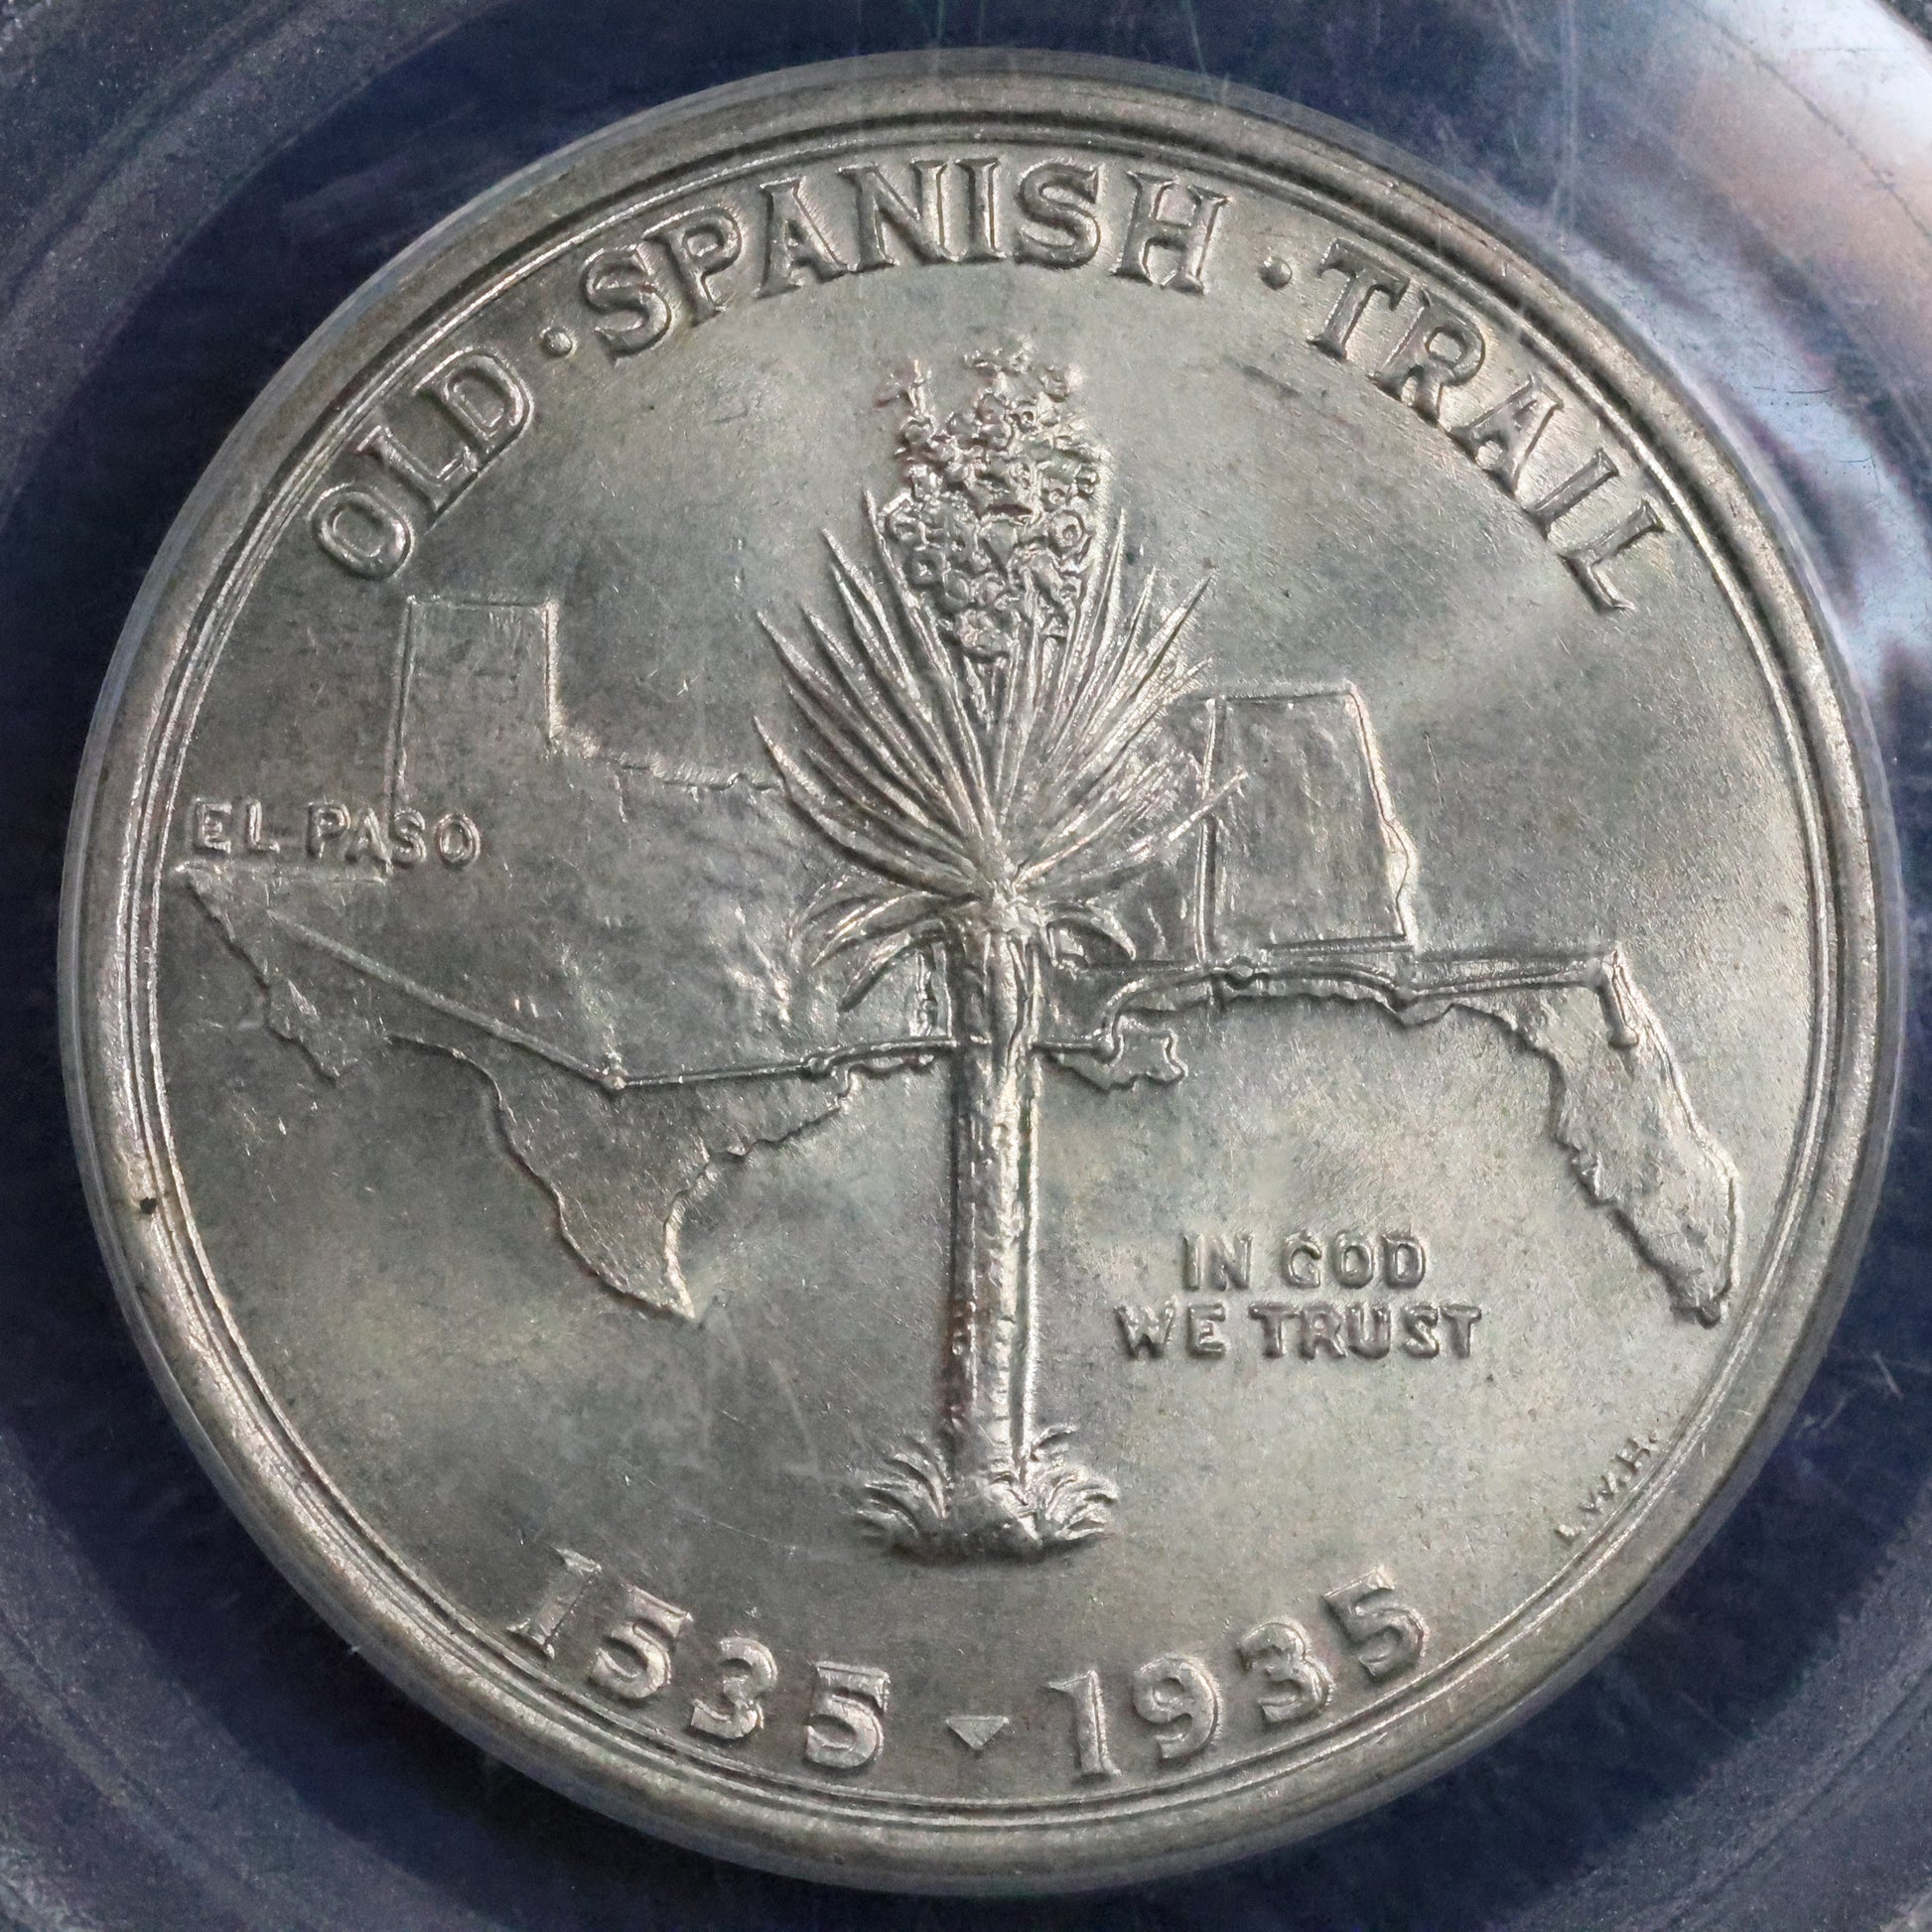 OLD · SPANISH · TRAIL
EL PASO
IN GOD
WE TRUST
L.W.H.
1535 1935